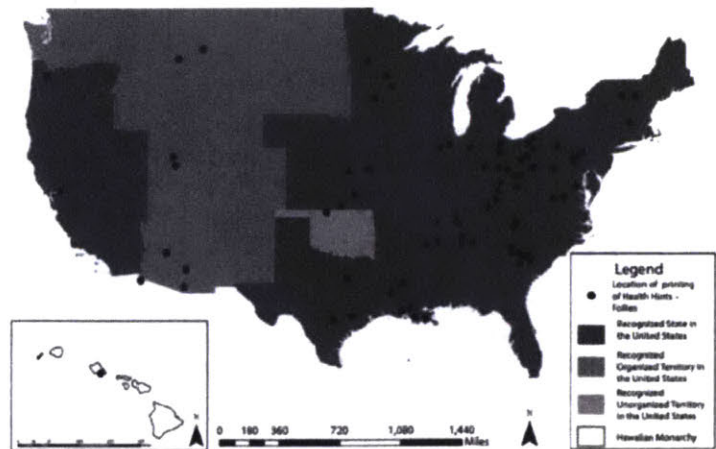 Legend
Location of printing
of Health Hints -
Follies
Recognized State in
the United States
Recognized
Organized Territory in
the United States
Recognized
Unorganized Territory
in the United States
Hawaiian Monarchy
N
N
0 180 360 720 1,080 1,440
Miles